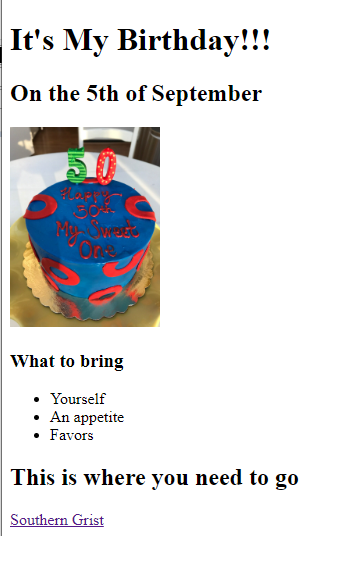 It's My Birthday!!!
On the 5th of September
50
Happy
30th
My Sweet
One
What to bring
Yourself
An appetite
Favors
This is where you need to go
Southern Grist